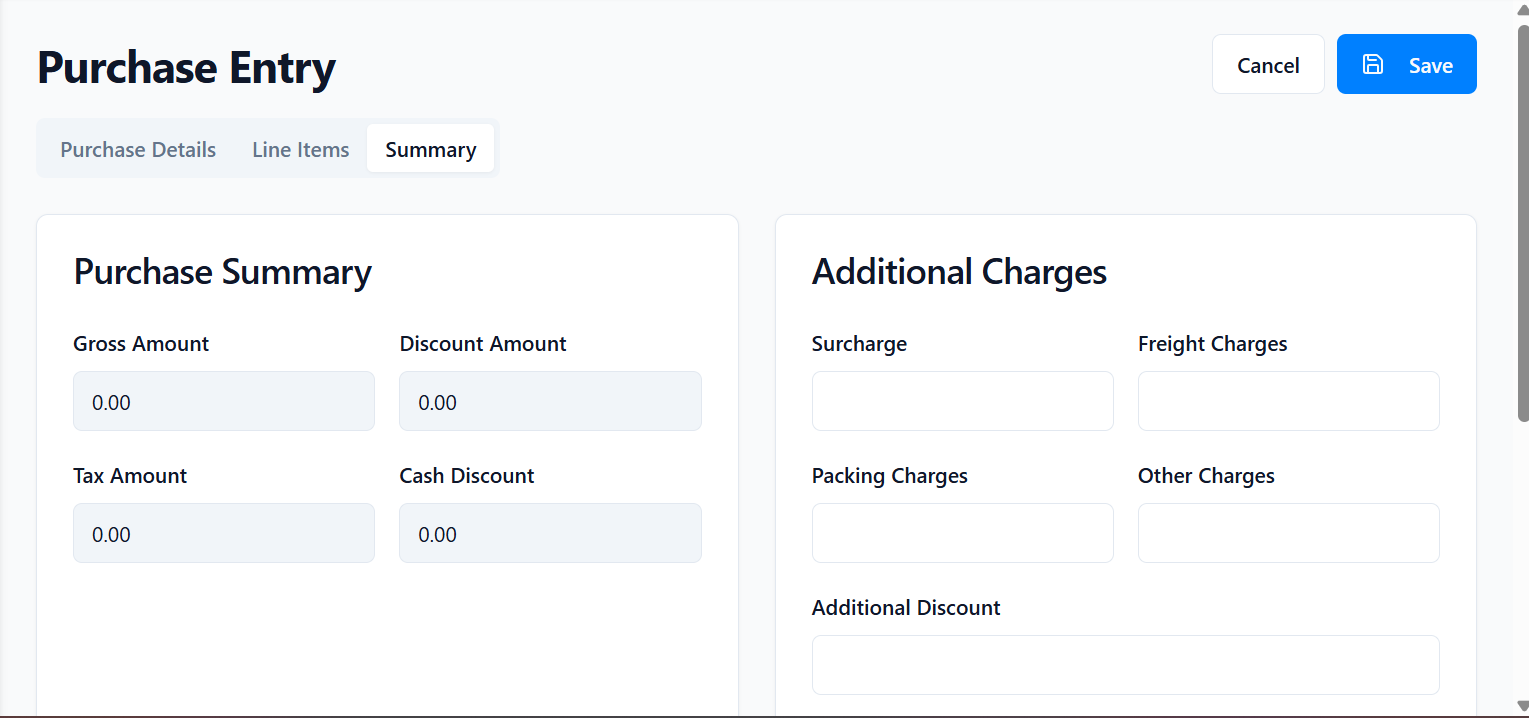 Purchase Entry
Cancel
Save
Purchase Details
Line Items
Summary
Purchase Summary
Gross Amount
Discount Amount
0.00
0.00
Tax Amount
Cash Discount
0.00
0.00
Additional Charges
Surcharge
Freight Charges
Packing Charges
Other Charges
Additional Discount